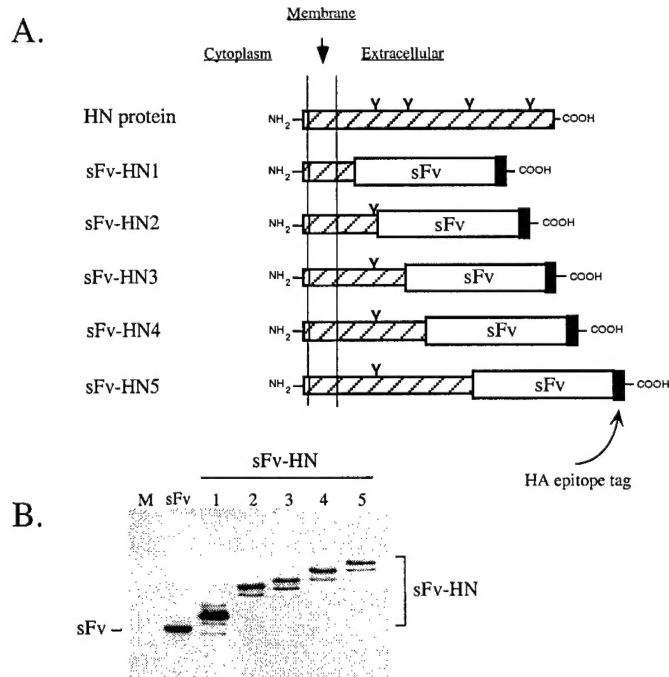 A.
Membrane
Cytoplasm Extracellular
HN protein NH2 Y Y Y Y COOH
sFv-HN1 NH2 sFv COOH
sFv-HN2 NH2 Y sFv COOH
sFv-HN3 NH2 Y sFv COOH
sFv-HN4 NH2 Y sFv COOH
sFv-HN5 NH2 Y sFv COOH
HA epitope tag
B.
sFv-HN
M sFv 1 2 3 4 5
sFv-HN
sFv –